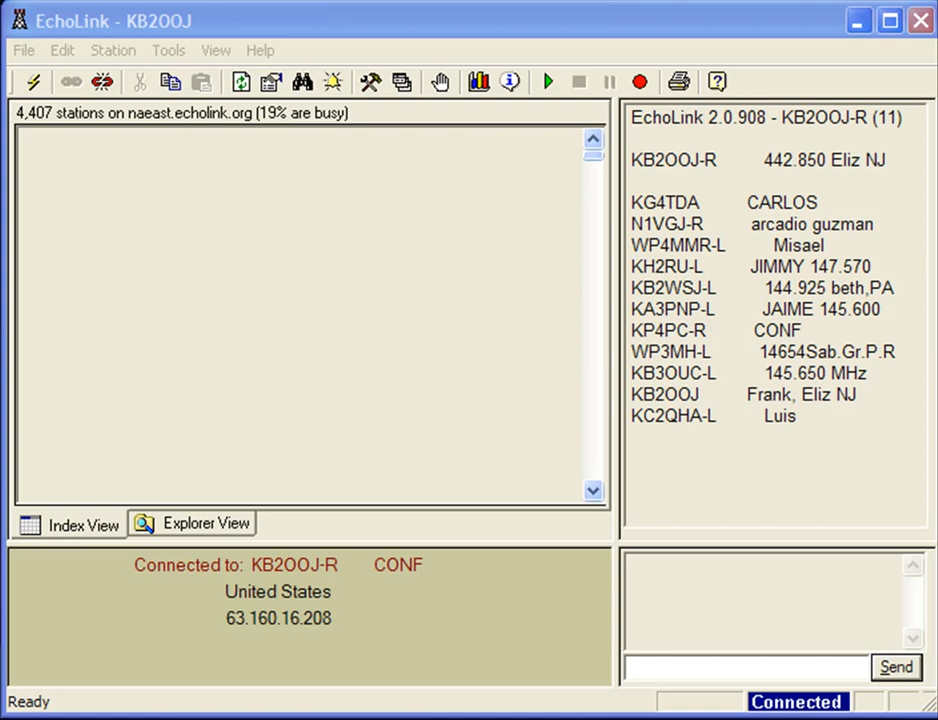 EchoLink - KB2OOJ
File Edit Station Tools View Help
4,407 stations on naeast.echolink.org (19% are busy)
Index View
Explorer View
EchoLink 2.0.908 - KB2OOJ-R (11)
KB2OOJ-R 442.850 Eliz NJ
KG4TDA CARLOS
N1VGJ-R arcadio guzman
WP4MMR-L Misael
KH2RU-L JIMMY 147.570
KB2WSJ-L 144.925 beth,PA
KA3PNP-L JAIME 145.600
KP4PC-R CONF
WP3MH-L 14654Sab.Gr.P.R
KB3OUC-L 145.650 MHz
KB2OOJ Frank, Eliz NJ
KC2QHA-L Luis
Connected to: KB2OOJ-R CONF
United States
63.160.16.208
Send
Ready
Connected